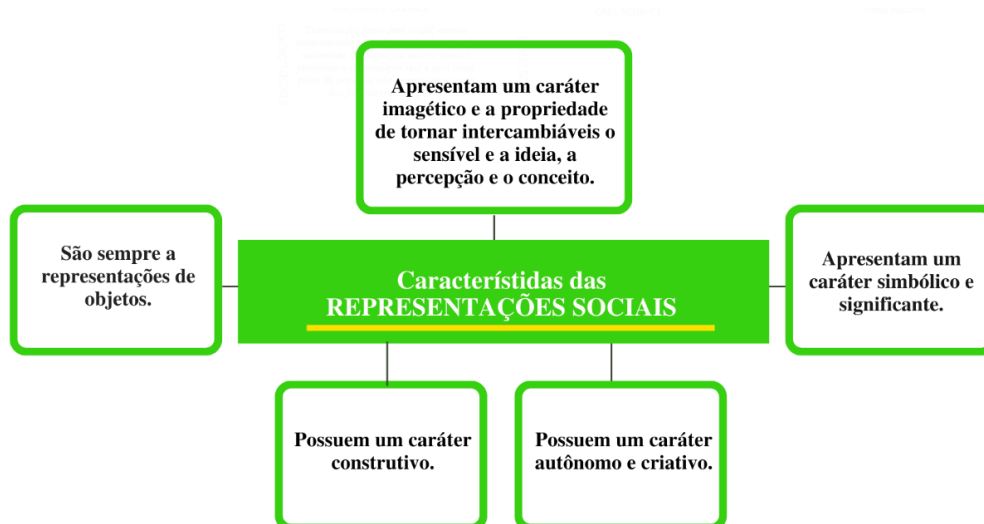 Apresentam um caráter
imagético e a propriedade
de tornar intercambiáveis o
sensível e a ideia, a
percepção e o conceito.
São sempre a
representações de
objetos.
Característidas das
REPRESENTAÇÕES SOCIAIS
Apresentam um
caráter simbólico e
significante.
Possuem um caráter
construtivo.
Possuem um caráter
autônomo e criativo.